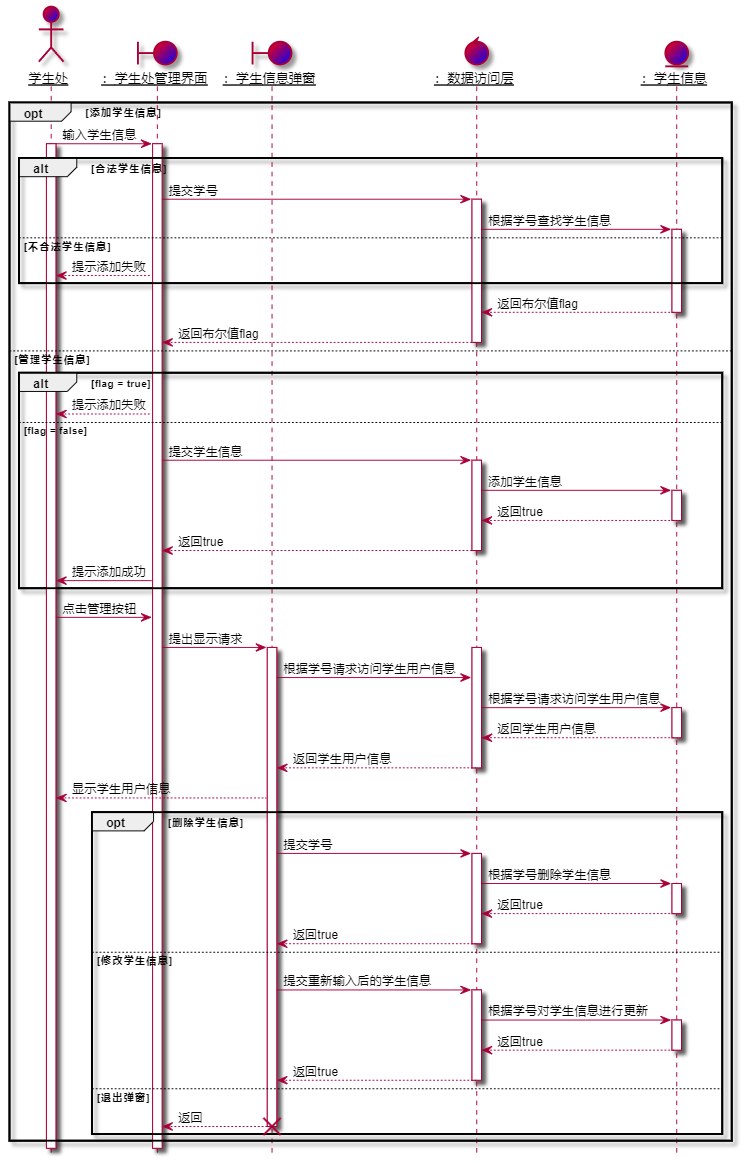 学生处
: 学生处管理界面
: 学生信息弹窗
: 数据访问层
: 学生信息
opt
[添加学生信息]
输入学生信息
alt
[合法学生信息]
提交学号
根据学号查找学生信息
[不合法学生信息]
提示添加失败
返回布尔值flag
返回布尔值flag
[管理学生信息]
alt
[flag = true]
提示添加失败
[flag = false]
提交学生信息
添加学生信息
返回true
返回true
提示添加成功
点击管理按钮
提出显示请求
根据学号请求访问学生用户信息
根据学号请求访问学生用户信息
返回学生用户信息
返回学生用户信息
显示学生用户信息
opt
[删除学生信息]
提交学号
根据学号删除学生信息
返回true
返回true
[修改学生信息]
提交重新输入后的学生信息
根据学号对学生信息进行更新
返回true
返回true
[退出弹窗]
返回